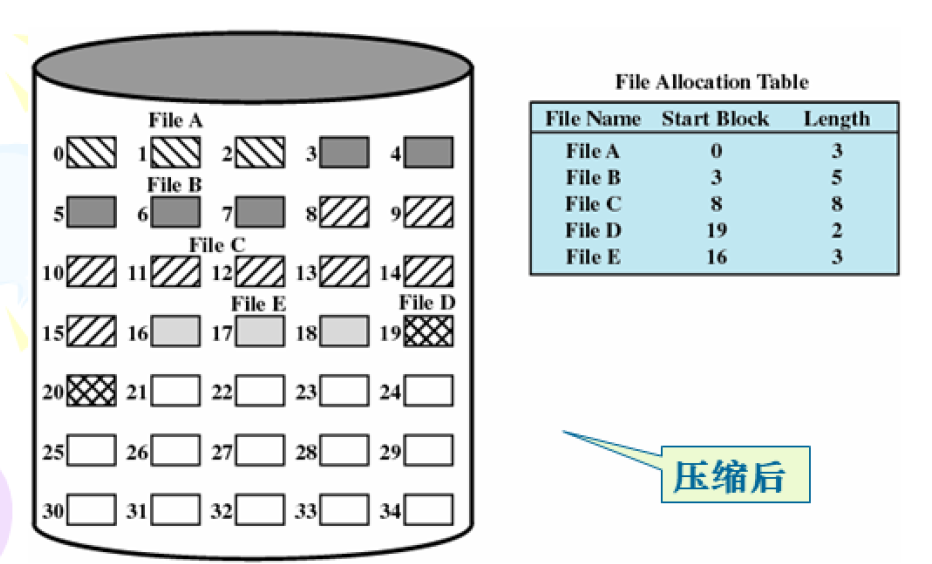 File A
0 1 2 3 4
File B
5 6 7 8 9
File C
10 11 12 13 14
File E File D
15 16 17 18 19
20 21 22 23 24
25 26 27 28 29
30 31 32 33 34
File Allocation Table
File Name Start Block Length
File A 0 3
File B 3 5
File C 8 8
File D 19 2
File E 16 3
压缩后